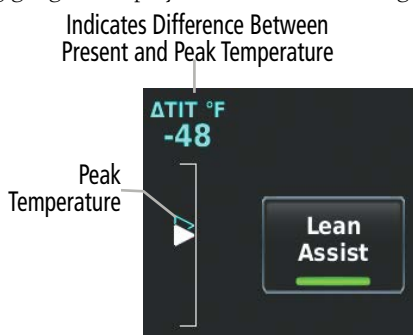 Indicates Difference Between
Present and Peak Temperature
ΔTIT °F
-48
Peak
Temperature
Lean
Assist